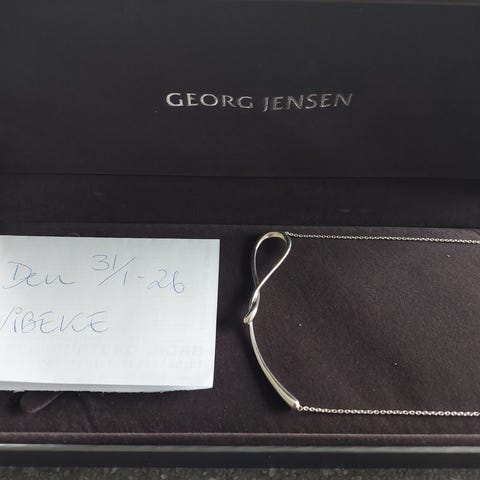 GEORG JENSEN
Den 31/1-26
VIBEKE